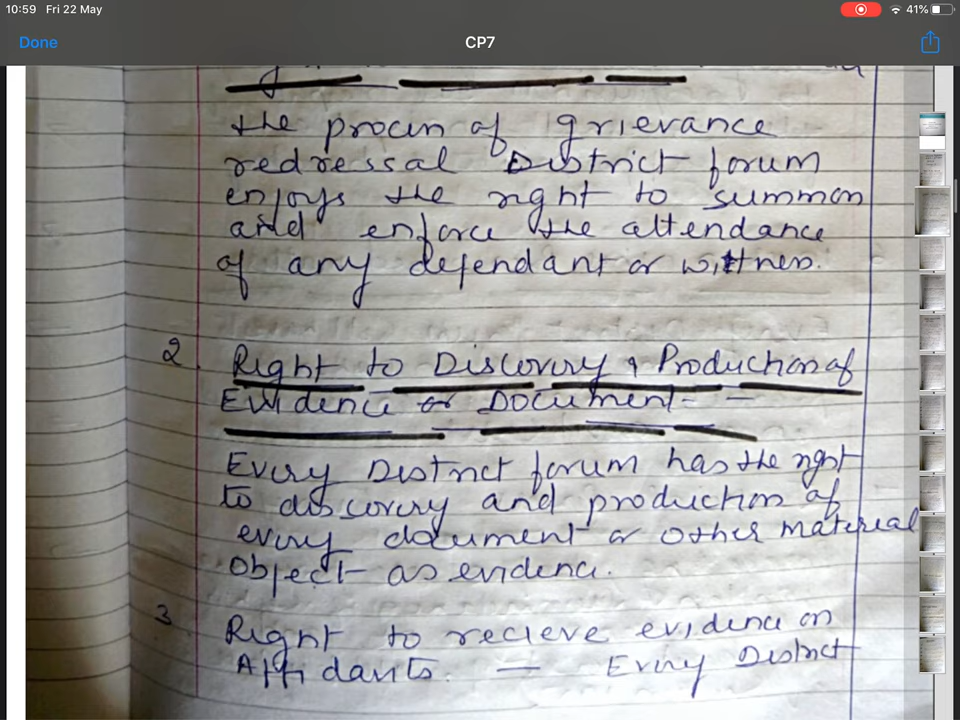 10:59 Fri 22 May
41%
Done
CP7
the process of grievance
redressal District forum
enjoys the right to summon
and enforce the attendance
of any defendant or witness.
2. Right to Discovery & Production of
Evidence or Document -  —
Every District forum has the right
to discovery and production of
every document or other material
object as evidence.
3. Right to recieve evidence on
Affidavits. — Every District